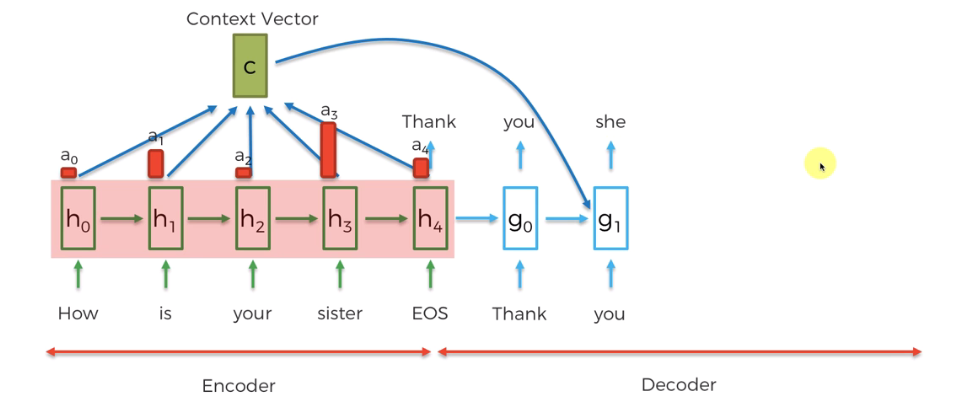 Context Vector
c
a₀ a₁ a₂ a₃ a₄
Thank you she
h₀ h₁ h₂ h₃ h₄ g₀ g₁
How is your sister EOS Thank you
Encoder Decoder